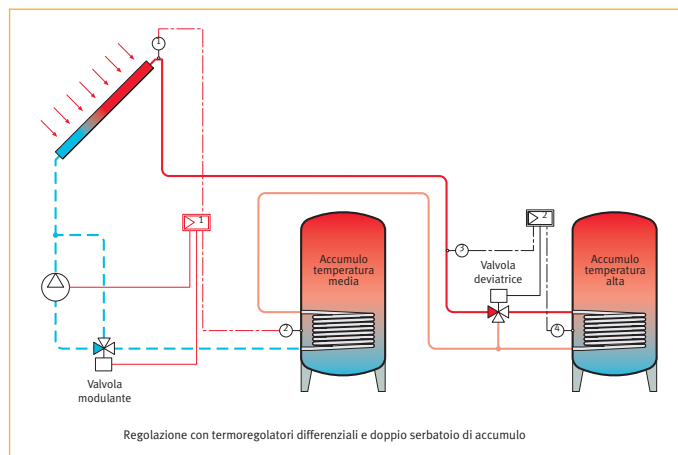 1
1
2
Accumulo
temperatura
media
3
Valvola
deviatrice
Accumulo
temperatura
alta
2
4
Valvola
modulante
Regolazione con termoregolatori differenziali e doppio serbatoio di accumulo